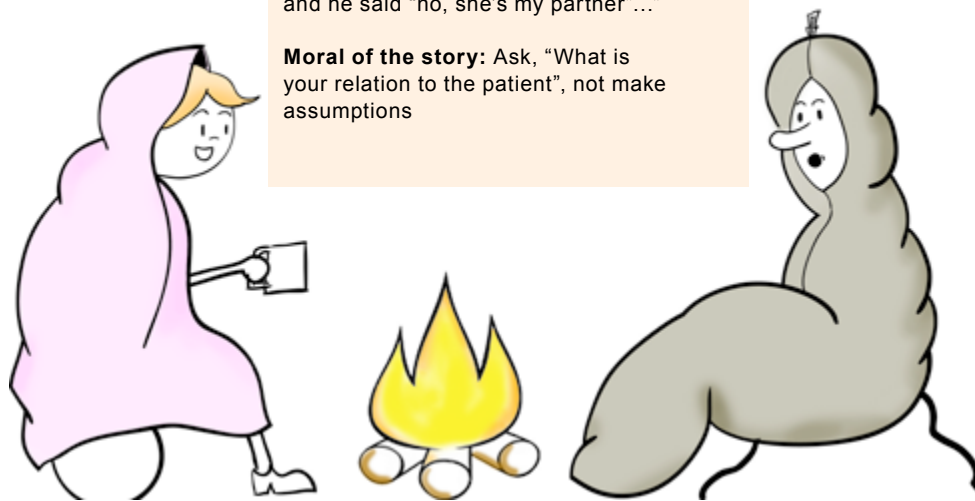 and he said "no, she's my partner"..."
Moral of the story: Ask, “What is
your relation to the patient”, not make
assumptions